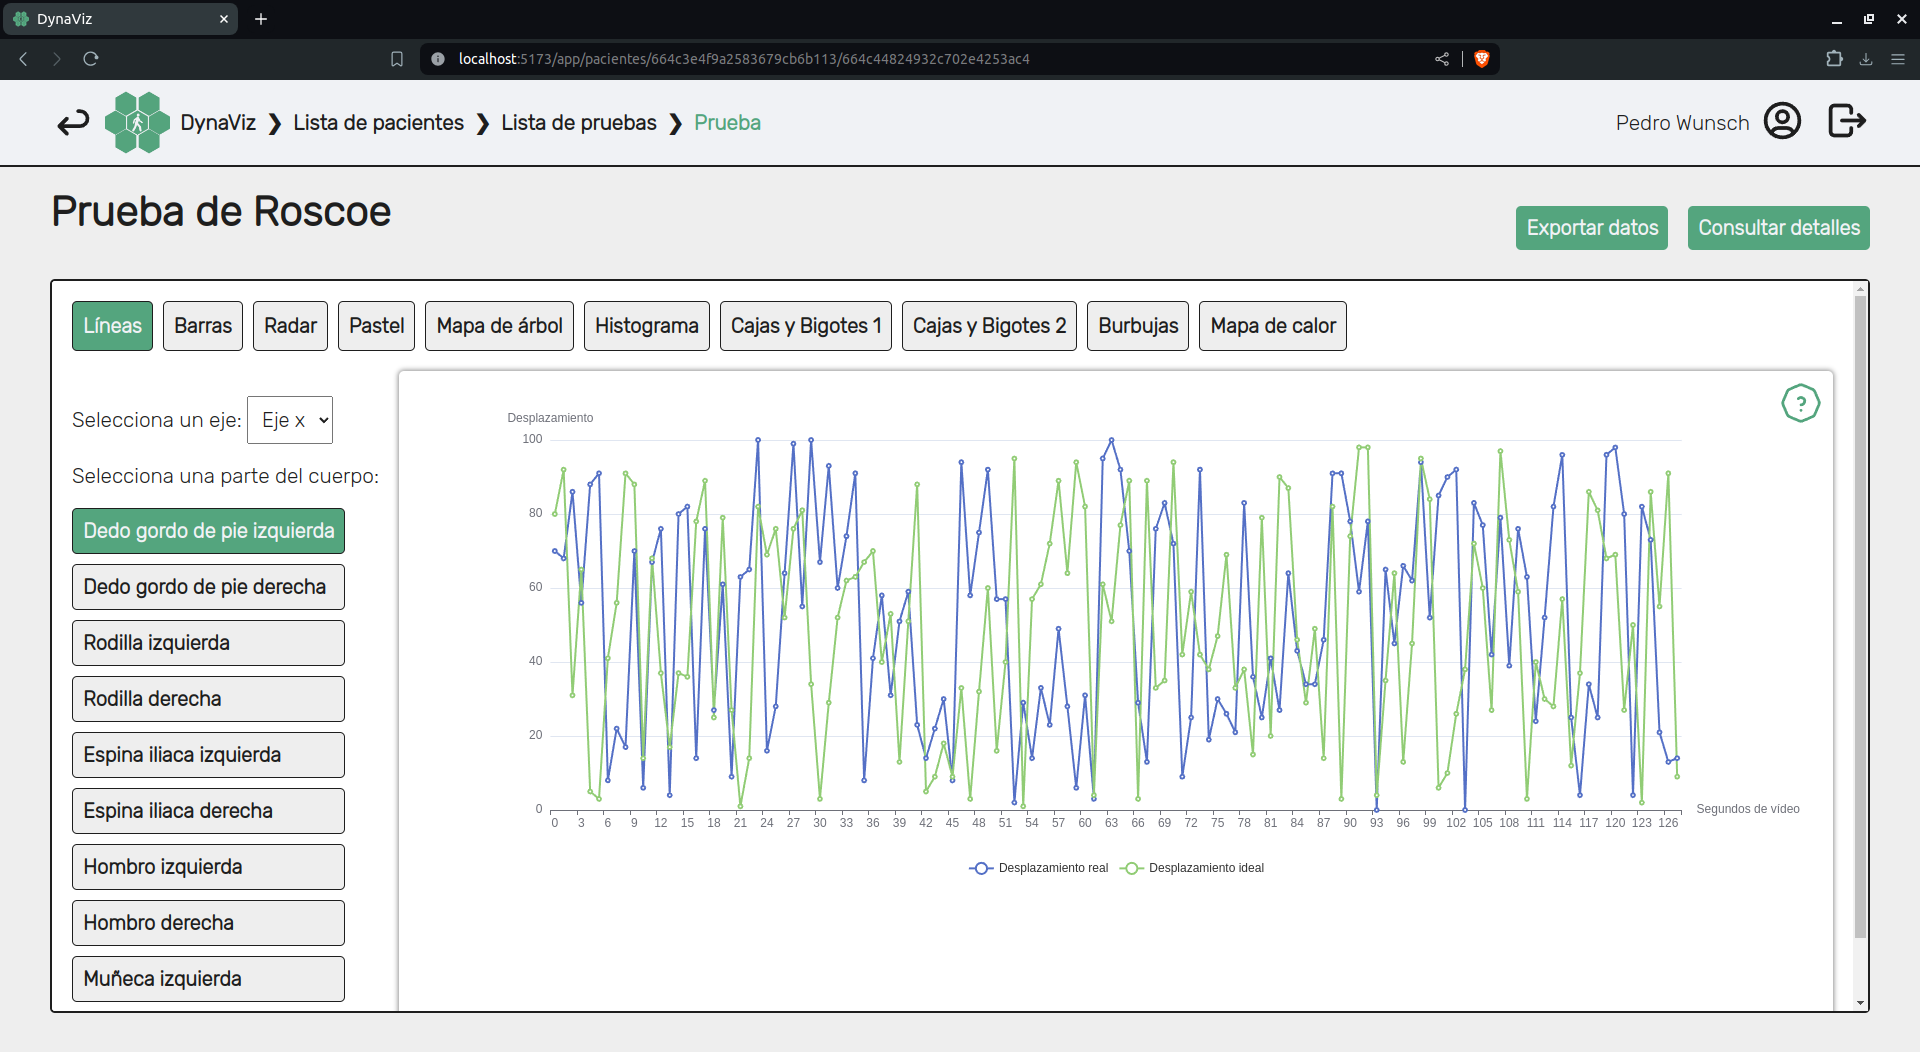 DynaViz
localhost:5173/app/pacientes/664c3e4f9a2583679cb6b113/664c44824932c702e4253ac4
DynaViz ❯ Lista de pacientes ❯ Lista de pruebas ❯ Prueba
Pedro Wunsch
Prueba de Roscoe
Exportar datos Consultar detalles
Líneas Barras Radar Pastel Mapa de árbol Histograma Cajas y Bigotes 1 Cajas y Bigotes 2 Burbujas Mapa de calor
Selecciona un eje: Eje x
Selecciona una parte del cuerpo:
Dedo gordo de pie izquierda
Dedo gordo de pie derecha
Rodilla izquierda
Rodilla derecha
Espina iliaca izquierda
Espina iliaca derecha
Hombro izquierda
Hombro derecha
Muñeca izquierda
?
Desplazamiento
100
80
60
40
20
0
0 3 6 9 12 15 18 21 24 27 30 33 36 39 42 45 48 51 54 57 60 63 66 69 72 75 78 81 84 87 90 93 96 99 102 105 108 111 114 117 120 123 126
Segundos de vídeo
Desplazamiento real Desplazamiento ideal